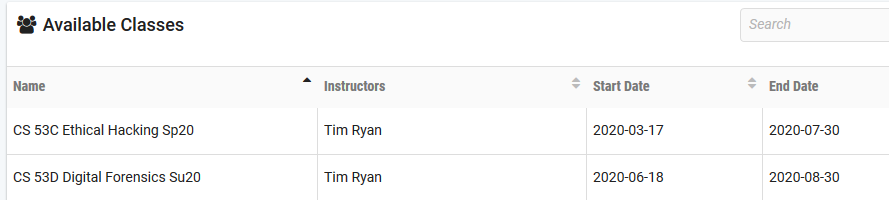 Available Classes
Search
Name Instructors Start Date End Date
CS 53C Ethical Hacking Sp20 Tim Ryan 2020-03-17 2020-07-30
CS 53D Digital Forensics Su20 Tim Ryan 2020-06-18 2020-08-30